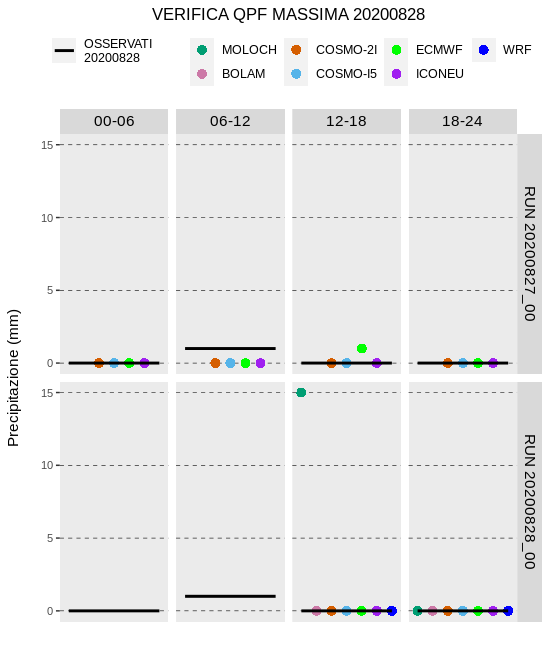 VERIFICA QPF MASSIMA 20200828
OSSERVATI
20200828
MOLOCH
COSMO-2I
ECMWF
WRF
BOLAM
COSMO-I5
ICONEU
00-06
06-12
12-18
18-24
15
10
5
0
RUN 20200827_00
Precipitazione (mm)
15
10
5
0
RUN 20200828_00